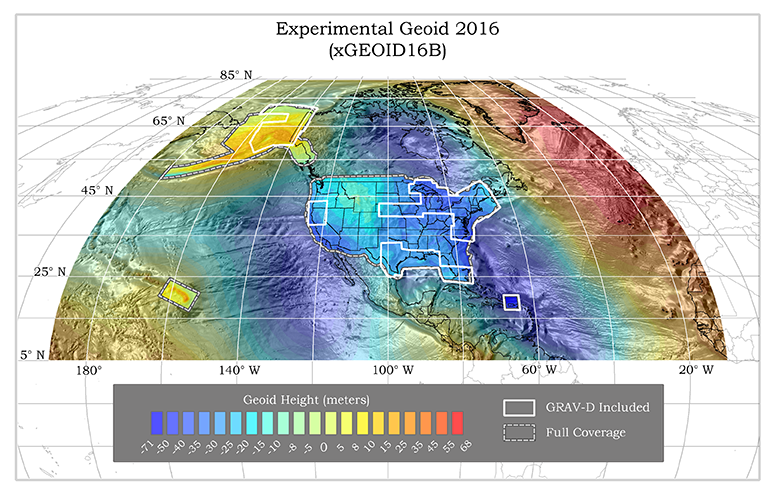 Experimental Geoid 2016
(xGEOID16B)
85° N
65° N
45° N
25° N
5° N
180° 140° W 100° W 60° W 20° W
Geoid Height (meters)
-71 -50 -40 -35 -30 -25 -20 -15 -10 -8 -5 0 5 8 10 15 25 35 45 55 68
GRAV-D Included
Full Coverage